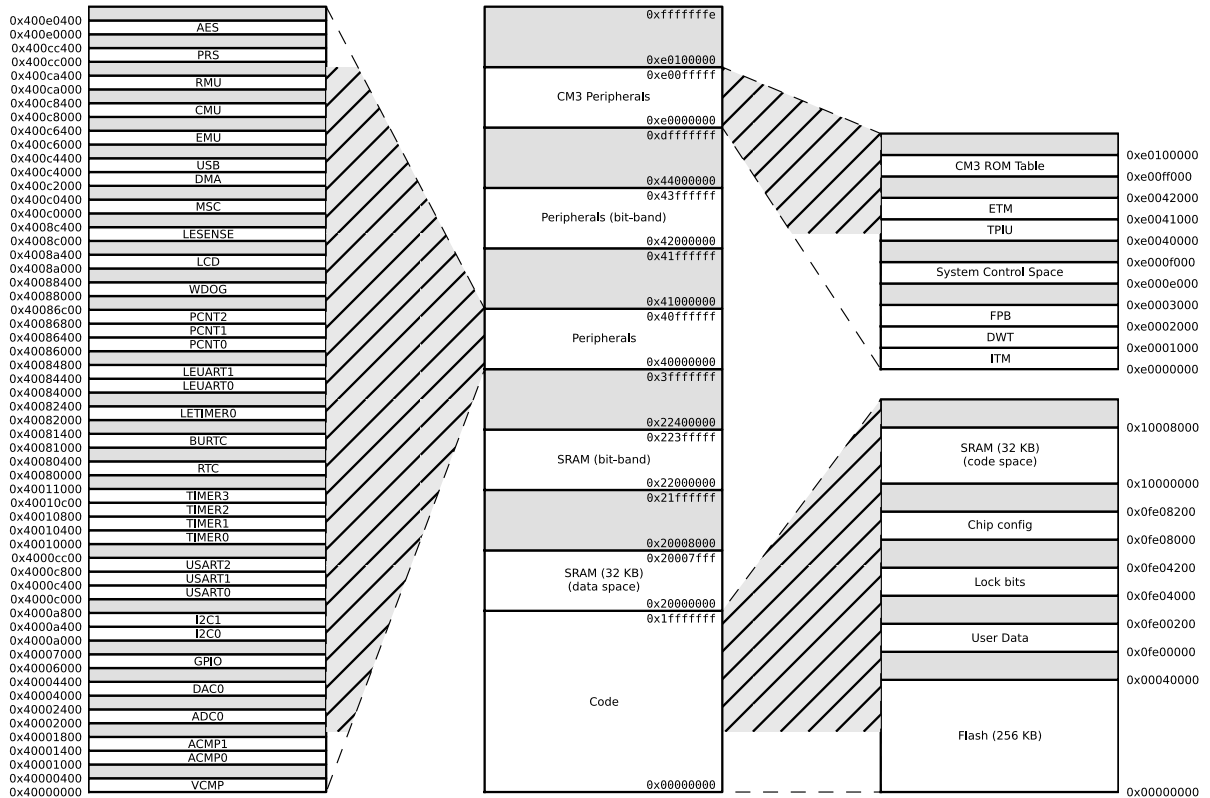 0x400e0400
AES
0x400e0000
0x400cc400
PRS
0x400cc000
0x400ca400
RMU
0x400ca000
0x400c8400
CMU
0x400c8000
0x400c6400
EMU
0x400c6000
0x400c4400
USB
0x400c4000
DMA
0x400c2000
0x400c0400
MSC
0x400c0000
0x4008c400
LESENSE
0x4008c000
0x4008a400
LCD
0x4008a000
0x40088400
WDOG
0x40088000
0x40086c00
PCNT2
0x40086800
PCNT1
0x40086400
PCNT0
0x40086000
0x40084800
LEUART1
0x40084400
LEUART0
0x40084000
0x40082400
LETIMER0
0x40082000
0x40081400
BURTC
0x40081000
0x40080400
RTC
0x40080000
0x40011000
TIMER3
0x40010c00
TIMER2
0x40010800
TIMER1
0x40010400
TIMER0
0x40010000
0x4000cc00
USART2
0x4000c800
USART1
0x4000c400
USART0
0x4000c000
0x4000a800
I2C1
0x4000a400
I2C0
0x4000a000
0x40007000
GPIO
0x40006000
0x40004400
DAC0
0x40004000
0x40002400
ADC0
0x40002000
0x40001800
ACMP1
0x40001400
ACMP0
0x40001000
0x40000400
VCMP
0x40000000
0xfffffffe
0xe0100000
0xe00fffff
CM3 Peripherals
0xe0000000
0xdfffffff
0x44000000
0x43ffffff
Peripherals (bit-band)
0x42000000
0x41ffffff
0x41000000
0x40ffffff
Peripherals
0x40000000
0x3fffffff
0x22400000
0x223fffff
SRAM (bit-band)
0x22000000
0x21ffffff
0x20008000
0x20007fff
SRAM (32 KB)
(data space)
0x20000000
0x1fffffff
Code
0x00000000
0xe0100000
CM3 ROM Table
0xe00ff000
0xe0042000
ETM
0xe0041000
TPIU
0xe0040000
0xe000f000
System Control Space
0xe000e000
0xe0003000
FPB
0xe0002000
DWT
0xe0001000
ITM
0xe0000000
0x10008000
SRAM (32 KB)
(code space)
0x10000000
0x0fe08200
Chip config
0x0fe08000
0x0fe04200
Lock bits
0x0fe04000
0x0fe00200
User Data
0x0fe00000
0x00040000
Flash (256 KB)
0x00000000